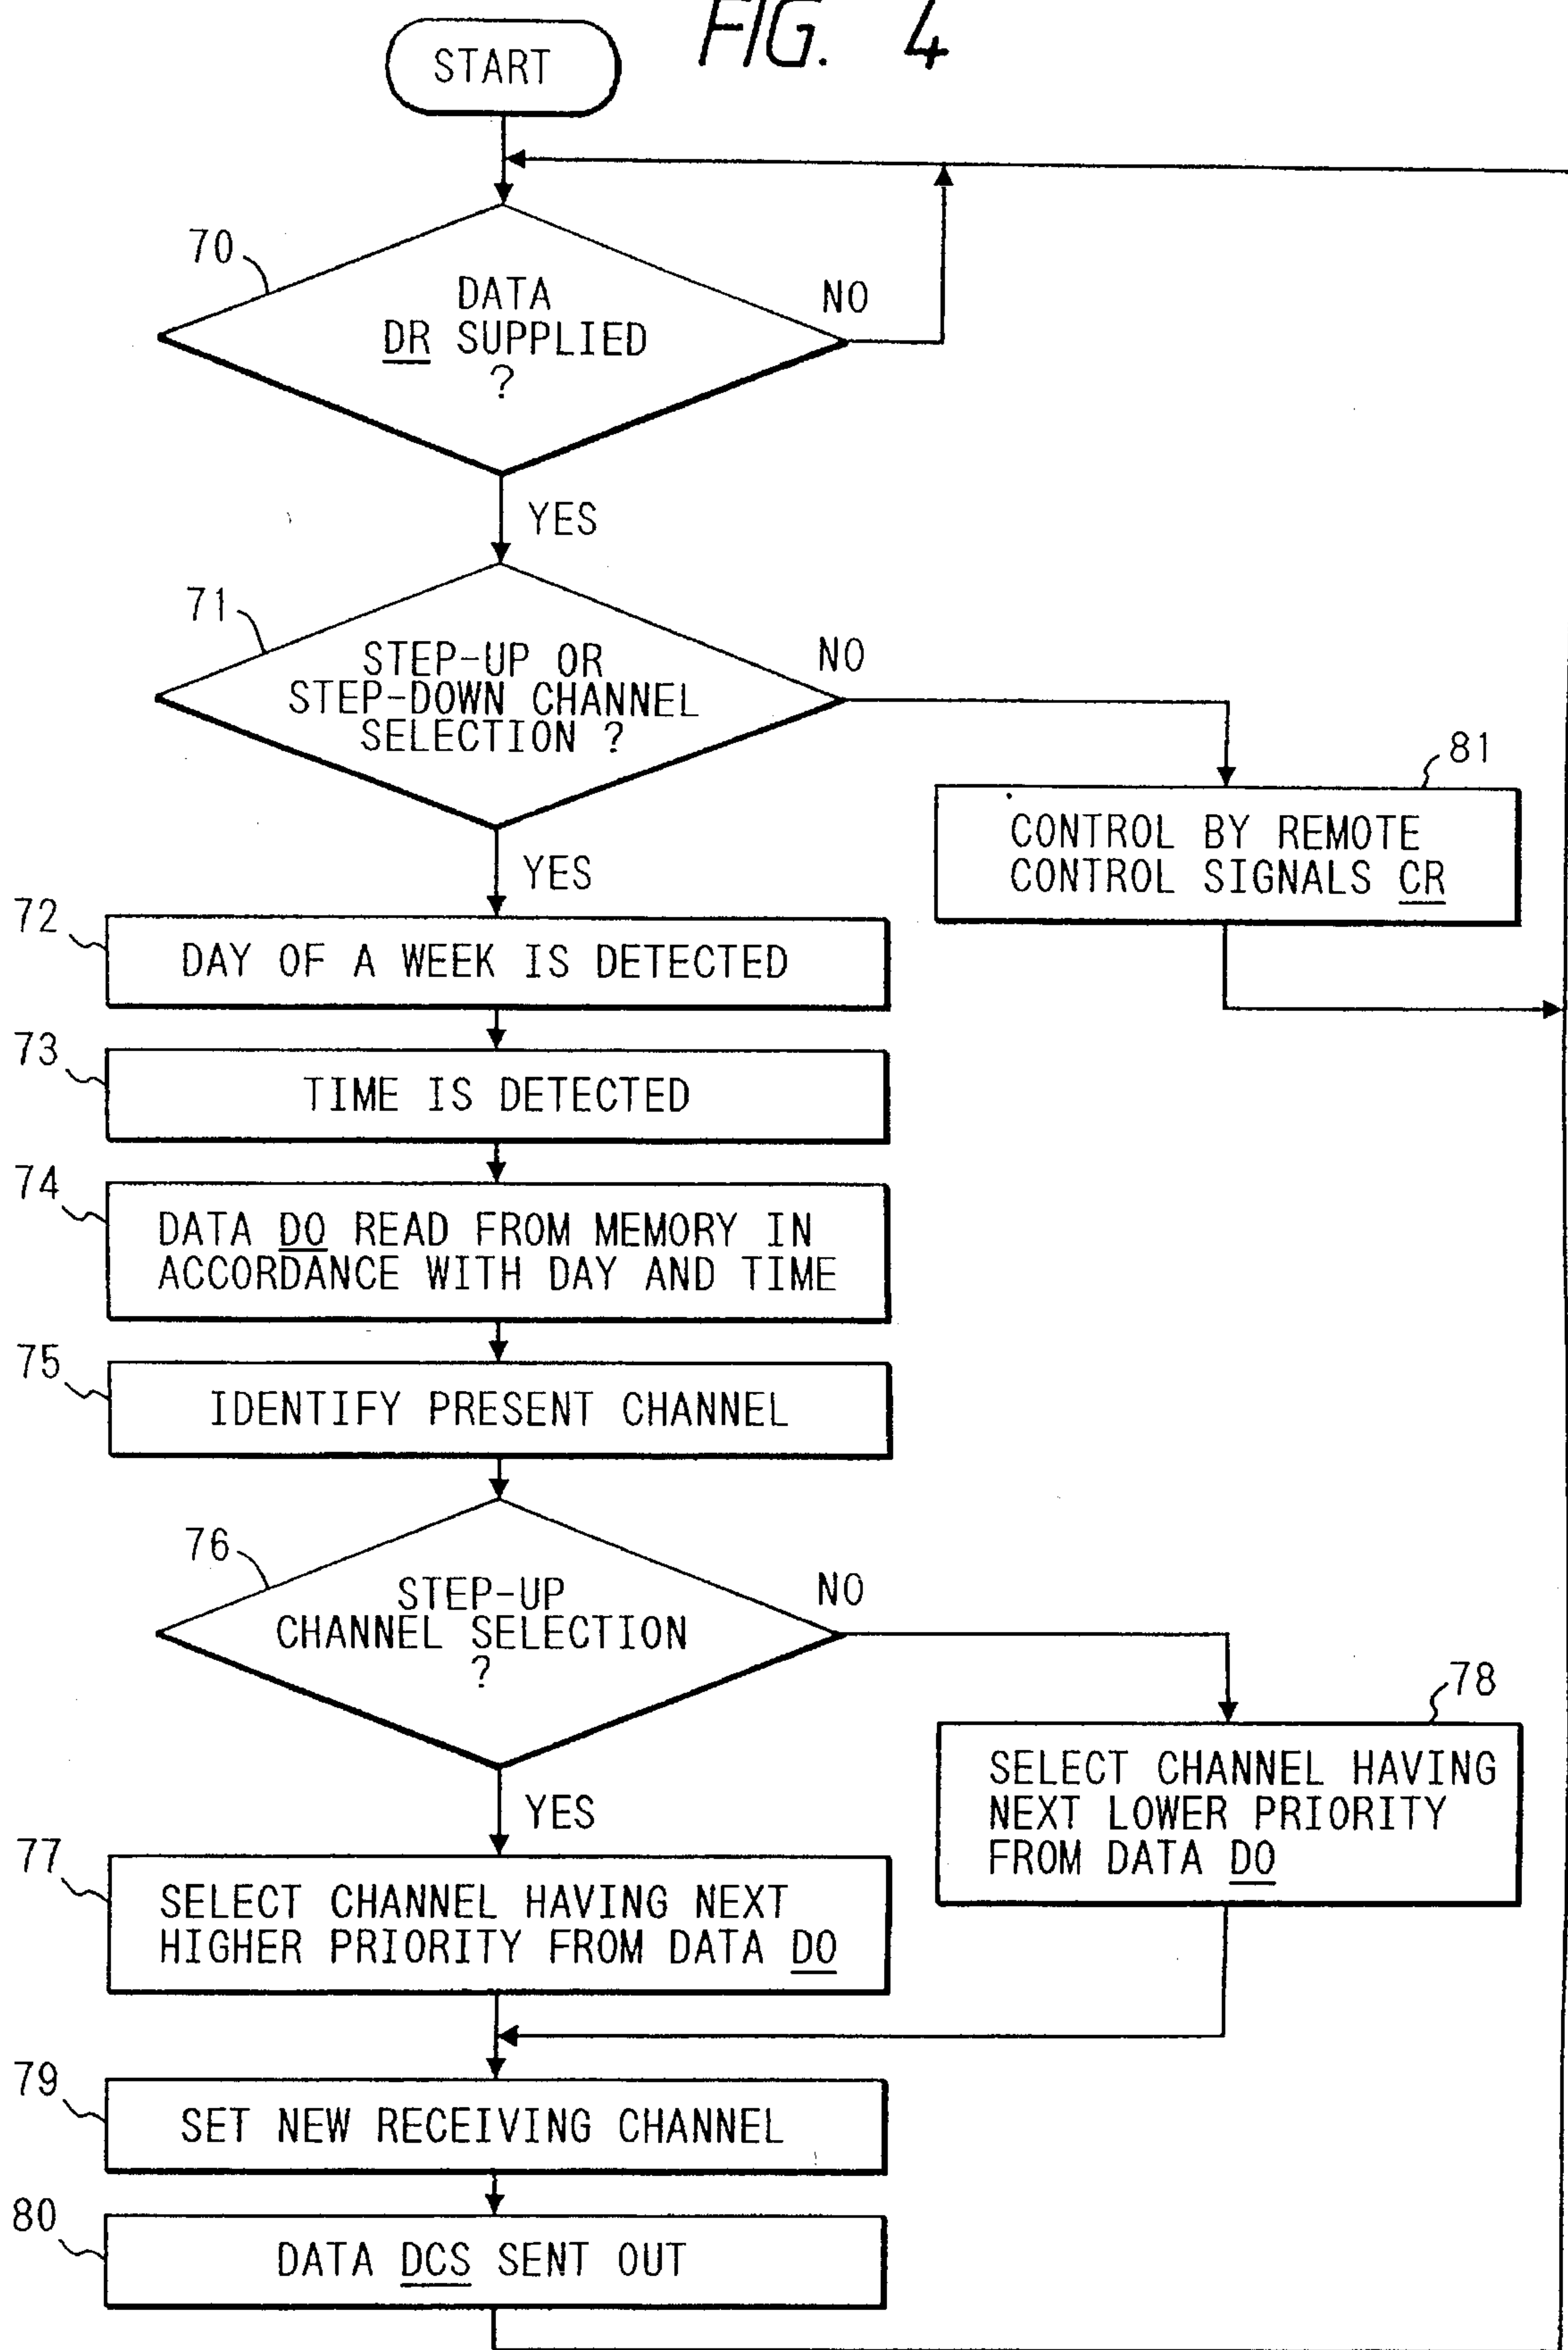 FIG. 4
START
70
DATA
DR SUPPLIED
?
NO
YES
71
STEP-UP OR
STEP-DOWN CHANNEL
SELECTION ?
NO
81
CONTROL BY REMOTE
CONTROL SIGNALS CR
YES
72
DAY OF A WEEK IS DETECTED
73
TIME IS DETECTED
74
DATA DO READ FROM MEMORY IN
ACCORDANCE WITH DAY AND TIME
75
IDENTIFY PRESENT CHANNEL
76
STEP-UP
CHANNEL SELECTION
?
NO
78
SELECT CHANNEL HAVING
NEXT LOWER PRIORITY
FROM DATA DO
YES
77
SELECT CHANNEL HAVING NEXT
HIGHER PRIORITY FROM DATA DO
79
SET NEW RECEIVING CHANNEL
80
DATA DCS SENT OUT